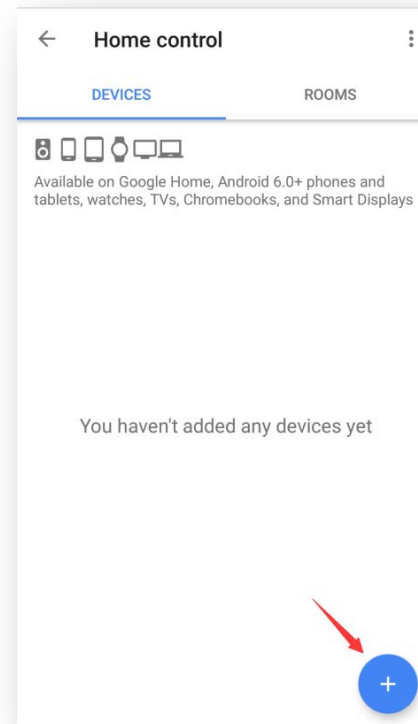 Home control
DEVICES ROOMS
Available on Google Home, Android 6.0+ phones and
tablets, watches, TVs, Chromebooks, and Smart Displays
You haven't added any devices yet